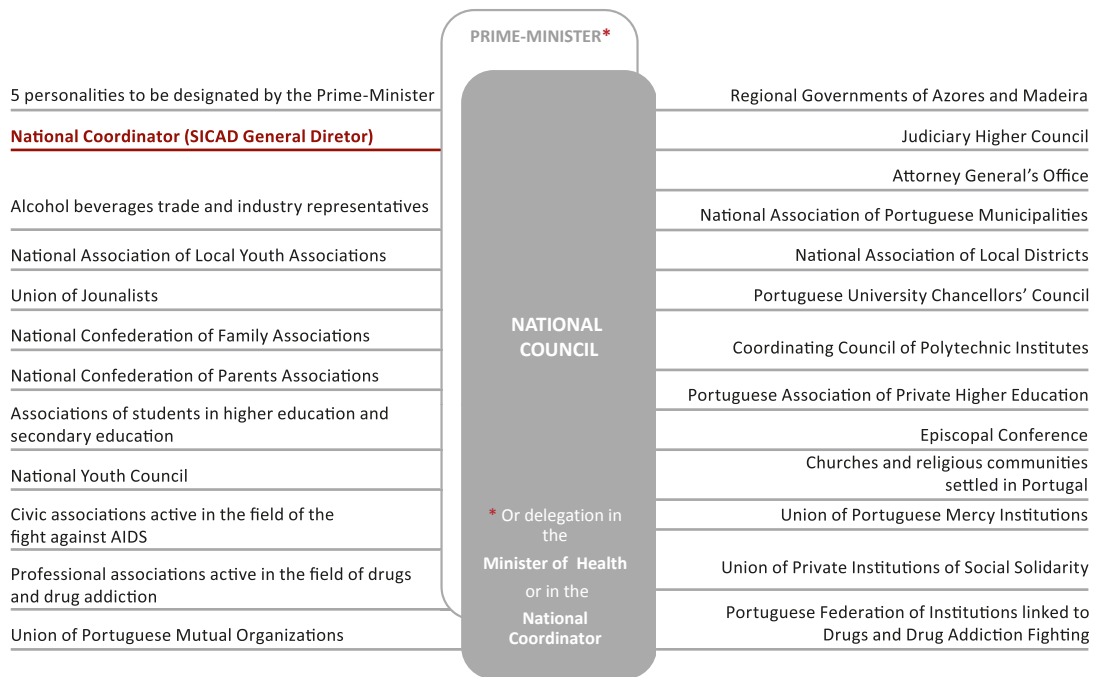 PRIME-MINISTER*
5 personalities to be designated by the Prime-Minister
National Coordinator (SICAD General Diretor)
Alcohol beverages trade and industry representatives
National Association of Local Youth Associations
Union of Jounalists
National Confederation of Family Associations
National Confederation of Parents Associations
Associations of students in higher education and
secondary education
National Youth Council
Civic associations active in the field of the
fight against AIDS
Professional associations active in the field of drugs
and drug addiction
Union of Portuguese Mutual Organizations
NATIONAL
COUNCIL
* Or delegation in
the
Minister of Health
or in the
National
Coordinator
Regional Governments of Azores and Madeira
Judiciary Higher Council
Attorney General’s Office
National Association of Portuguese Municipalities
National Association of Local Districts
Portuguese University Chancellors’ Council
Coordinating Council of Polytechnic Institutes
Portuguese Association of Private Higher Education
Episcopal Conference
Churches and religious communities
settled in Portugal
Union of Portuguese Mercy Institutions
Union of Private Institutions of Social Solidarity
Portuguese Federation of Institutions linked to
Drugs and Drug Addiction Fighting